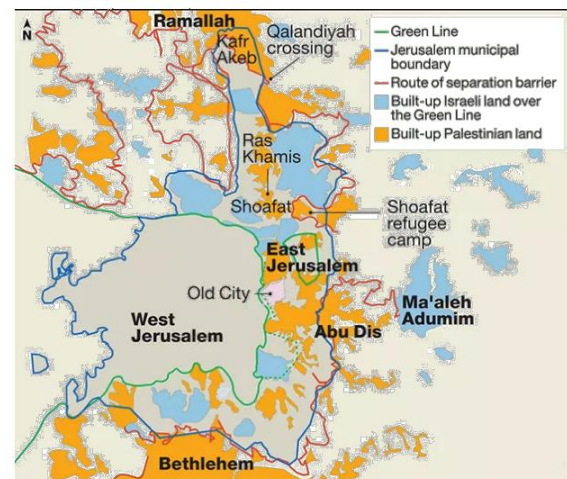 Ramallah
N
Kafr
Akeb
Qalandiyah
crossing
Green Line
Jerusalem municipal
boundary
Route of separation barrier
Built-up Israeli land over
the Green Line
Built-up Palestinian land
Ras
Khamis
Shoafat
Shoafat
refugee
camp
East
Jerusalem
Old City
Ma'aleh
Adumim
West
Jerusalem
Abu Dis
Bethlehem